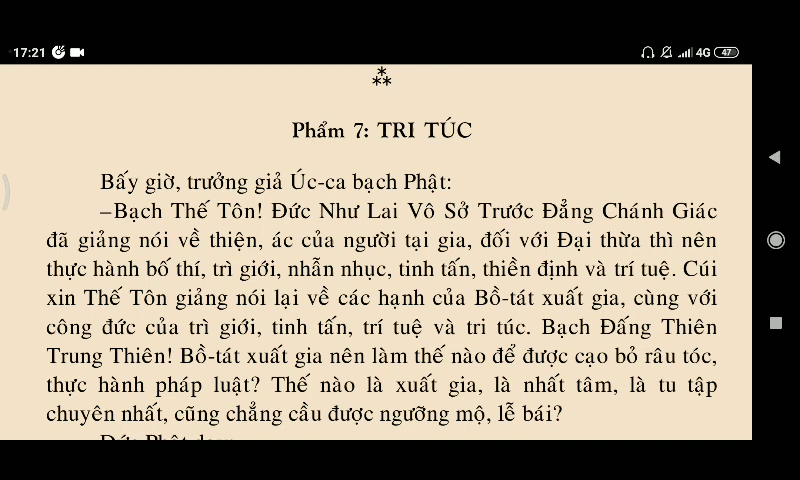 17:21
4G 47
⁂
Phẩm 7: TRI TÚC
Bấy giờ, trưởng giả Úc-ca bạch Phật:
–Bạch Thế Tôn! Đức Như Lai Vô Sở Trước Đẳng Chánh Giác
đã giảng nói về thiện, ác của người tại gia, đối với Đại thừa thì nên
thực hành bố thí, trì giới, nhẫn nhục, tinh tấn, thiền định và trí tuệ. Cúi
xin Thế Tôn giảng nói lại về các hạnh của Bồ-tát xuất gia, cùng với
công đức của trì giới, tinh tấn, trí tuệ và tri túc. Bạch Đấng Thiên
Trung Thiên! Bồ-tát xuất gia nên làm thế nào để được cạo bỏ râu tóc,
thực hành pháp luật? Thế nào là xuất gia, là nhất tâm, là tu tập
chuyên nhất, cũng chẳng cầu được ngưỡng mộ, lễ bái?